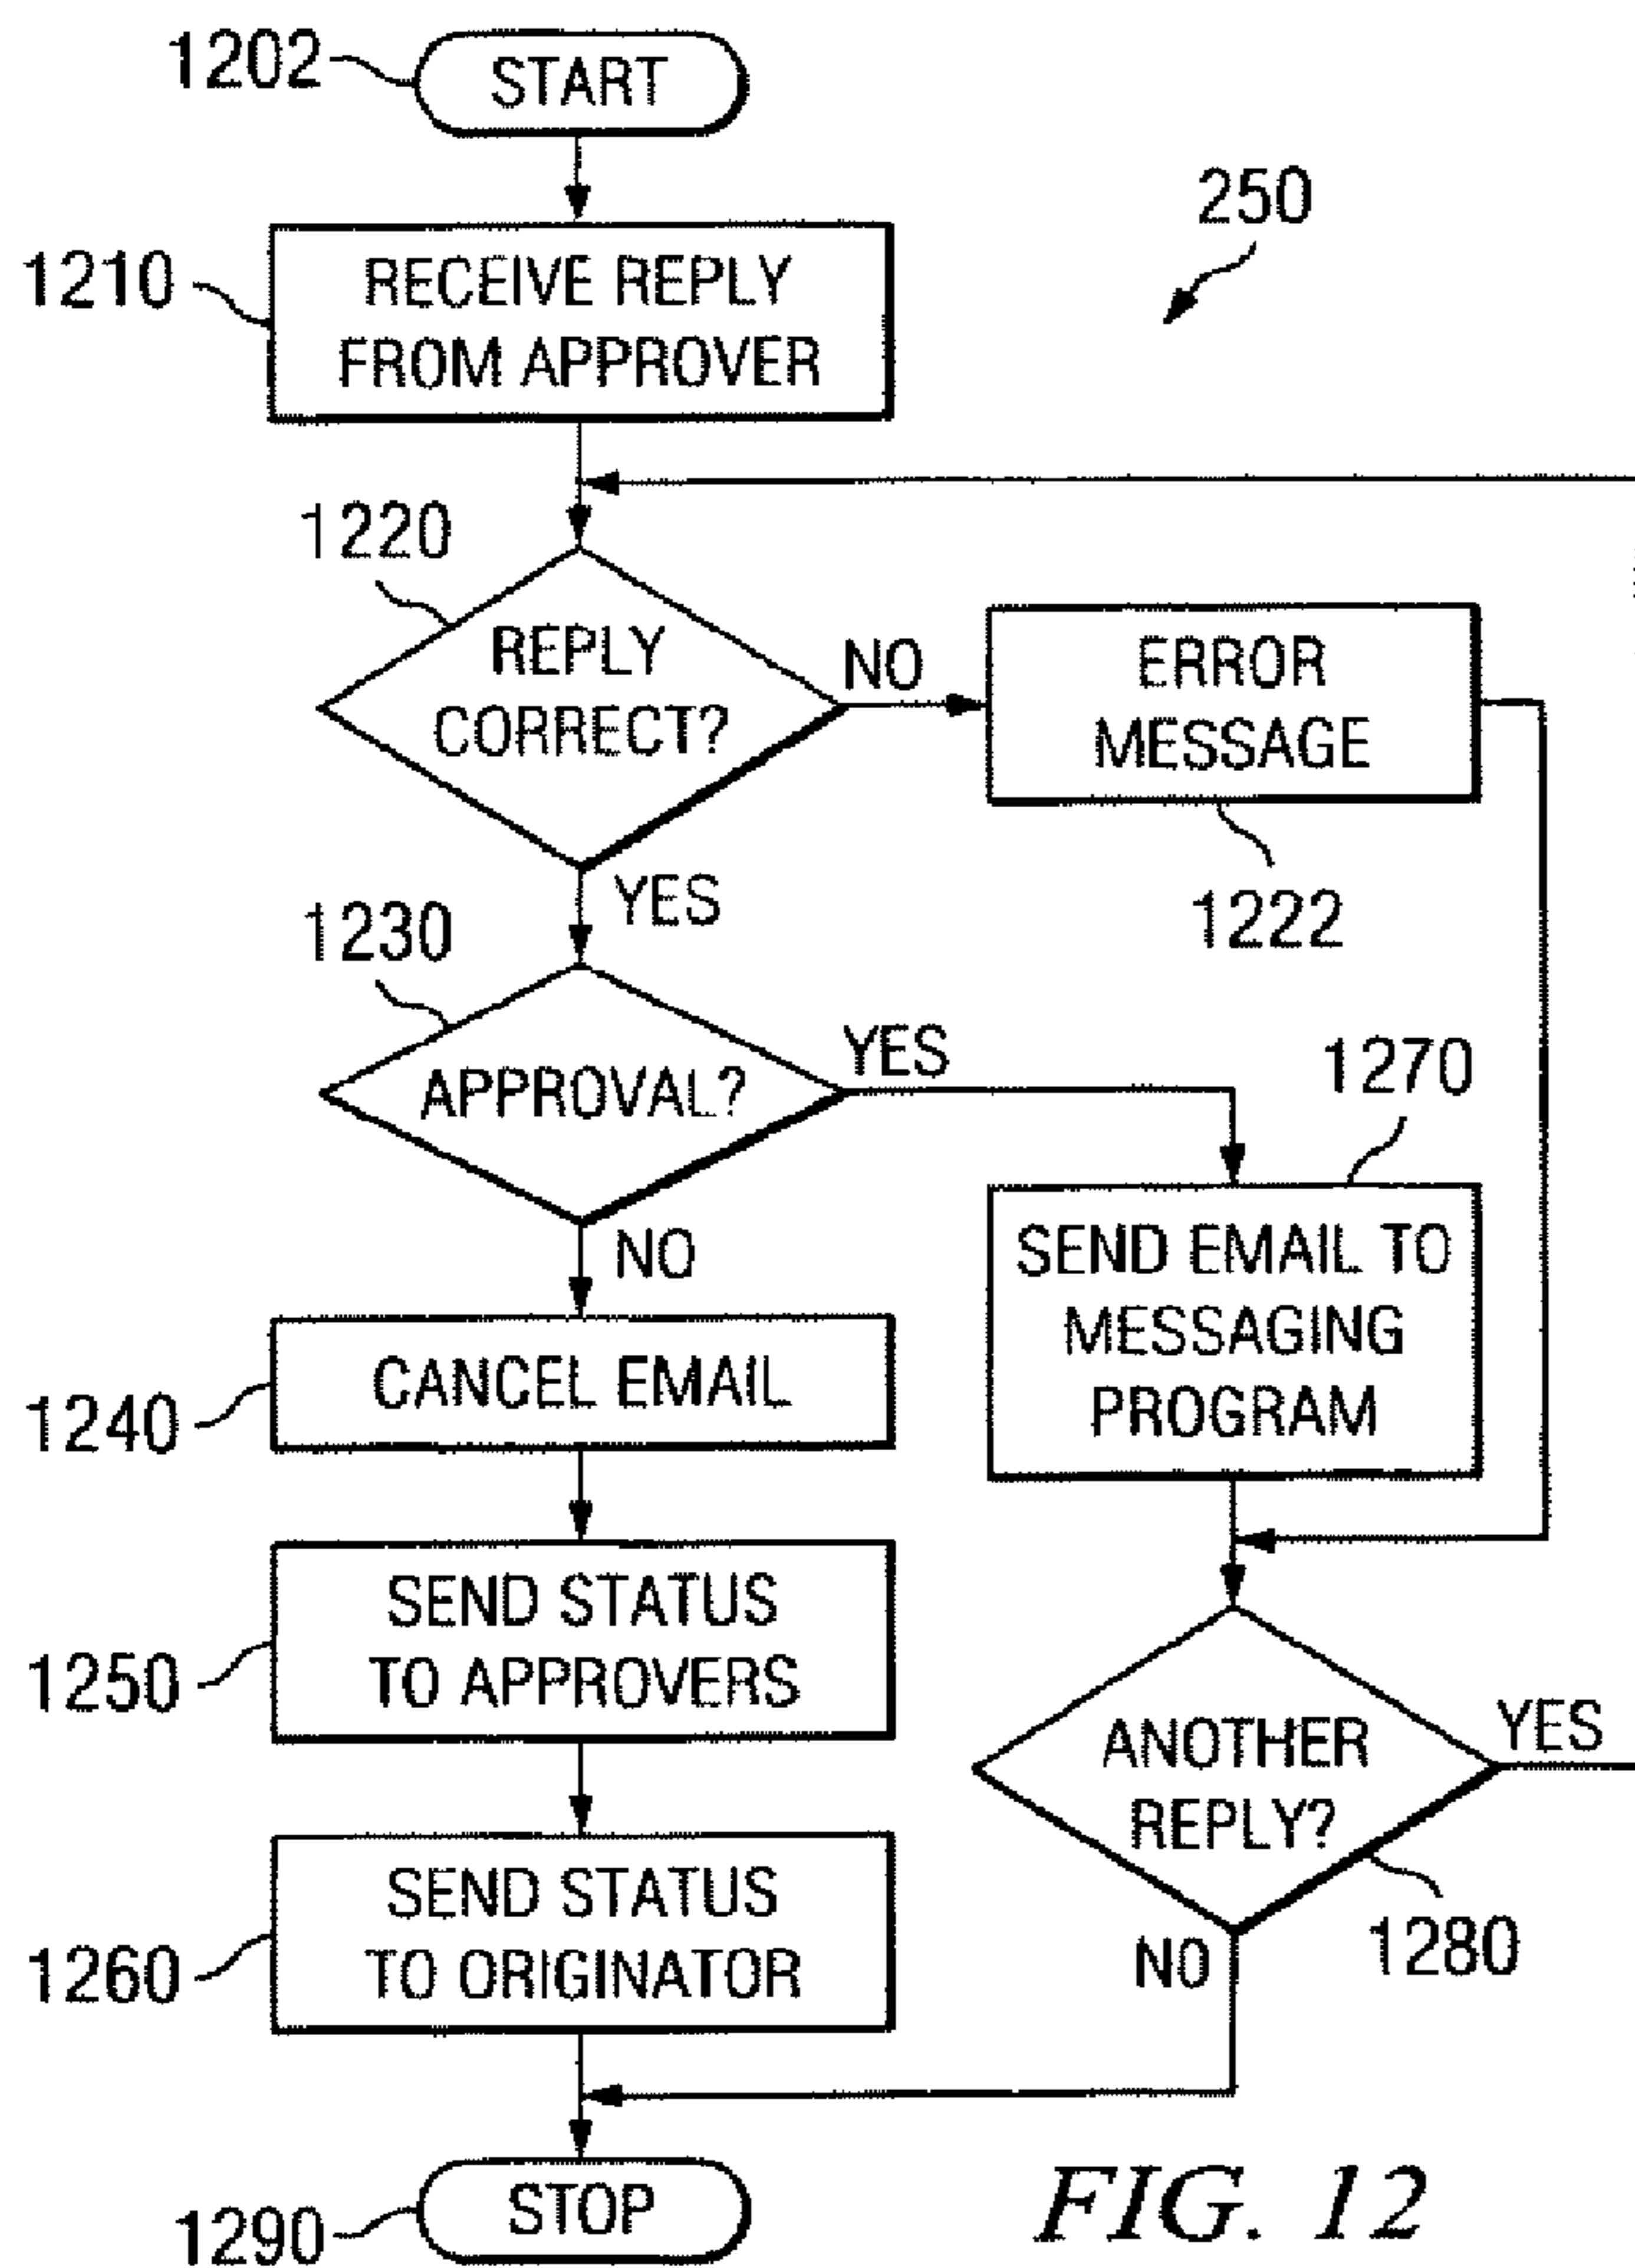 1202
START
250
1210
RECEIVE REPLY
FROM APPROVER
1220
REPLY
CORRECT?
NO
ERROR
MESSAGE
1222
YES
1230
APPROVAL?
YES
1270
SEND EMAIL TO
MESSAGING
PROGRAM
NO
1240
CANCEL EMAIL
1250
SEND STATUS
TO APPROVERS
ANOTHER
REPLY?
YES
1280
NO
1260
SEND STATUS
TO ORIGINATOR
1290
STOP
FIG. 12